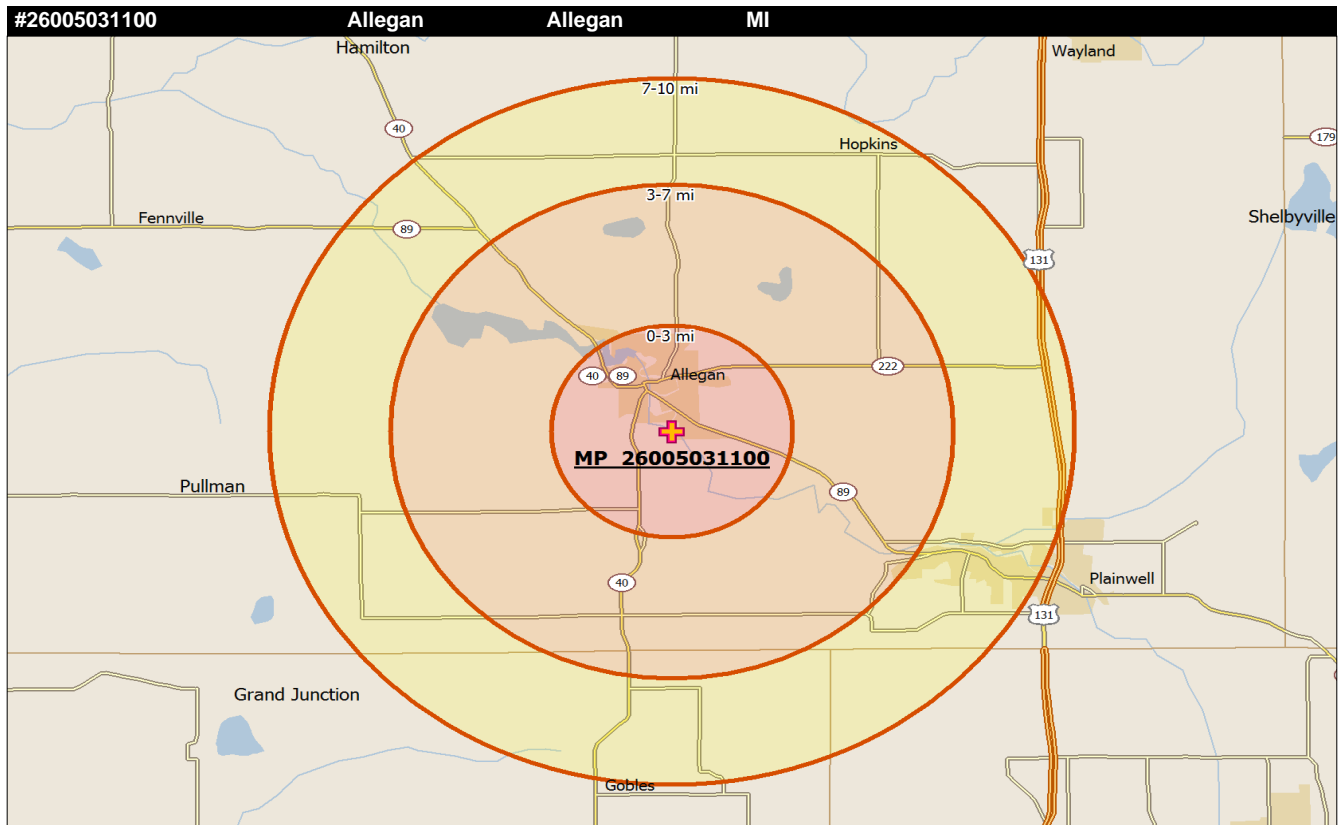 #26005031100 Allegan Allegan MI
Hamilton
Wayland
7-10 mi
40
179
Hopkins
3-7 mi
Fennville
Shelbyville
89
131
0-3 mi
222
40 89 Allegan
MP 26005031100
Pullman
89
40
Plainwell
131
Grand Junction
Gobles